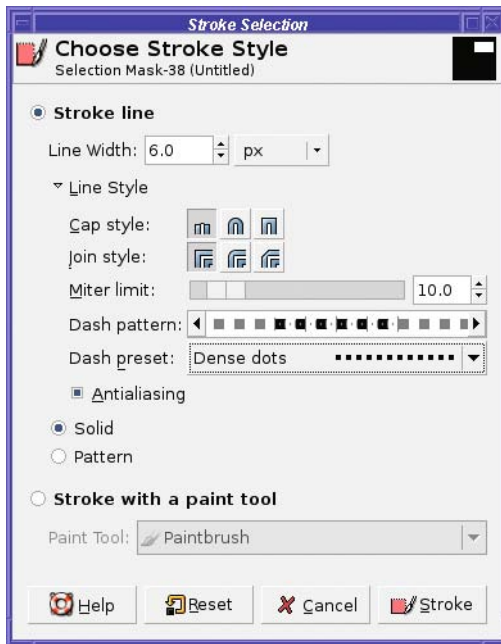 Stroke Selection
Choose Stroke Style
Selection Mask-38 (Untitled)
Stroke line
Line Width: 6.0 px
Line Style
Cap style:
Join style:
Miter limit: 10.0
Dash pattern:
Dash preset: Dense dots
Antialiasing
Solid
Pattern
Stroke with a paint tool
Paint Tool: Paintbrush
Help Reset Cancel Stroke